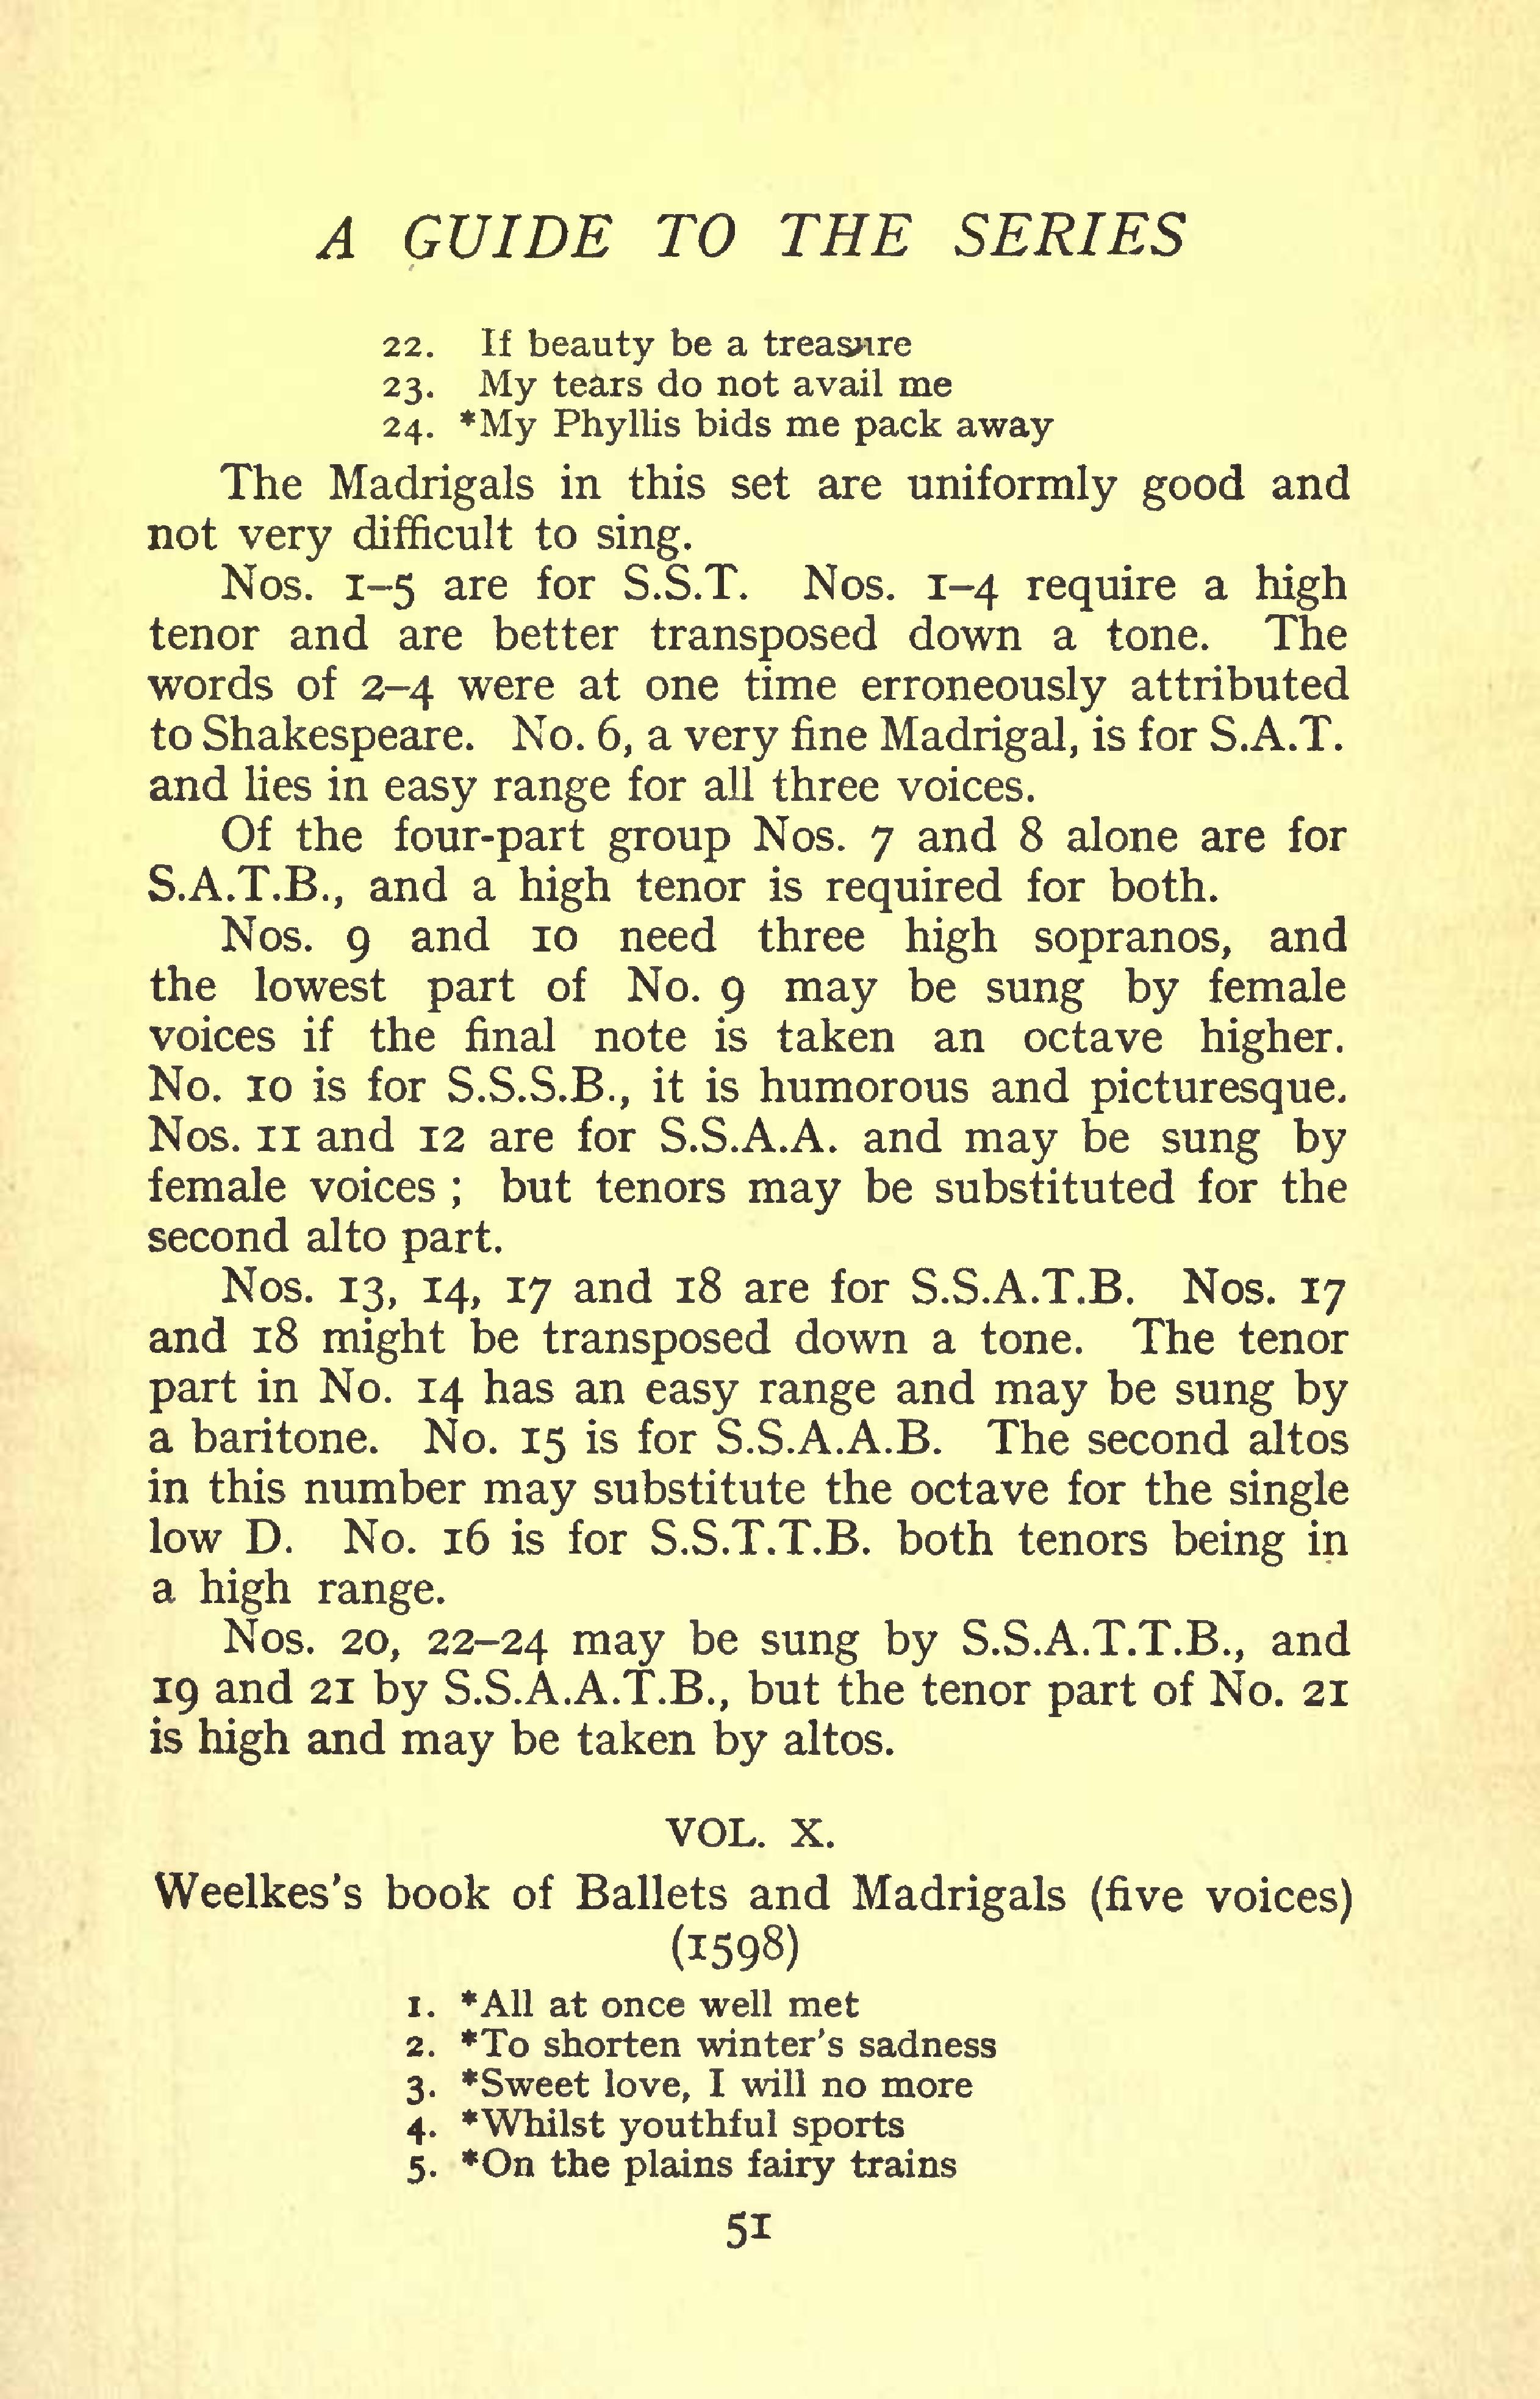 A GUIDE TO THE SERIES
22. If beauty be a treasure
23. My tears do not avail me
24. *My Phyllis bids me pack away
The Madrigals in this set are uniformly good and
not very difficult to sing.
Nos. 1–5 are for S.S.T. Nos. 1–4 require a high
tenor and are better transposed down a tone. The
words of 2–4 were at one time erroneously attributed
to Shakespeare. No. 6, a very fine Madrigal, is for S.A.T.
and lies in easy range for all three voices.
Of the four-part group Nos. 7 and 8 alone are for
S.A.T.B., and a high tenor is required for both.
Nos. 9 and 10 need three high sopranos, and
the lowest part of No. 9 may be sung by female
voices if the final note is taken an octave higher.
No. 10 is for S.S.S.B., it is humorous and picturesque.
Nos. 11 and 12 are for S.S.A.A. and may be sung by
female voices ; but tenors may be substituted for the
second alto part.
Nos. 13, 14, 17 and 18 are for S.S.A.T.B. Nos. 17
and 18 might be transposed down a tone. The tenor
part in No. 14 has an easy range and may be sung by
a baritone. No. 15 is for S.S.A.A.B. The second altos
in this number may substitute the octave for the single
low D. No. 16 is for S.S.T.T.B. both tenors being in
a high range.
Nos. 20, 22–24 may be sung by S.S.A.T.T.B., and
19 and 21 by S.S.A.A.T.B., but the tenor part of No. 21
is high and may be taken by altos.
VOL. X.
Weelkes's book of Ballets and Madrigals (five voices)
(1598)
1. *All at once well met
2. *To shorten winter's sadness
3. *Sweet love, I will no more
4. *Whilst youthful sports
5. *On the plains fairy trains
51